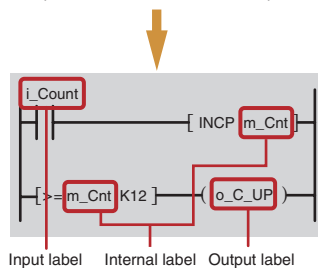 i_Count
[ INCP m_Cnt ]
[>= m_Cnt K12 ] ( o_C_UP )
Input label Internal label Output label